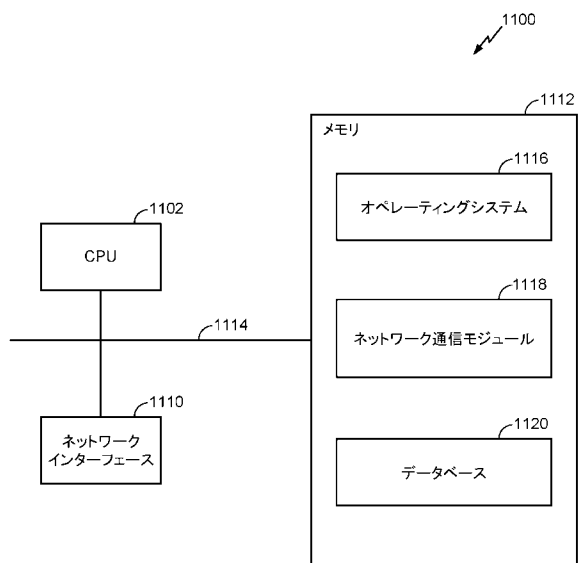 1100
1112
メモリ
1116
オペレーティングシステム
1102
CPU
1118
ネットワーク通信モジュール
1114
1110
ネットワーク
インターフェース
1120
データベース